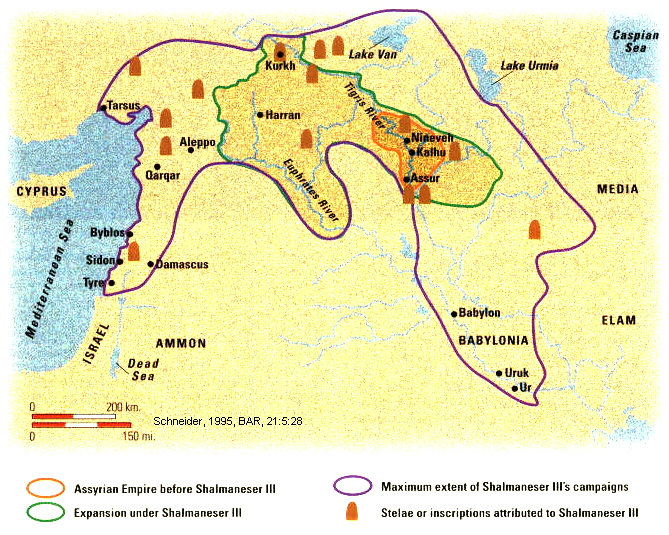 Caspian
Sea
Lake Van
Kurkh
Lake Urmia
Tigris River
Tarsus
Harran
Nineveh
Aleppo
Kalhu
Qarqar
Assur
CYPRUS
Euphrates River
MEDIA
Mediterranean Sea
Byblos
Sidon
Damascus
Tyre
Babylon
ELAM
ISRAEL
AMMON
BABYLONIA
Dead
Sea
Uruk
Ur
0 200 km.
Schneider, 1995, BAR, 21:5:28
0 150 mi.
Assyrian Empire before Shalmaneser III
Maximum extent of Shalmaneser III's campaigns
Expansion under Shalmaneser III
Stelae or inscriptions attributed to Shalmaneser III